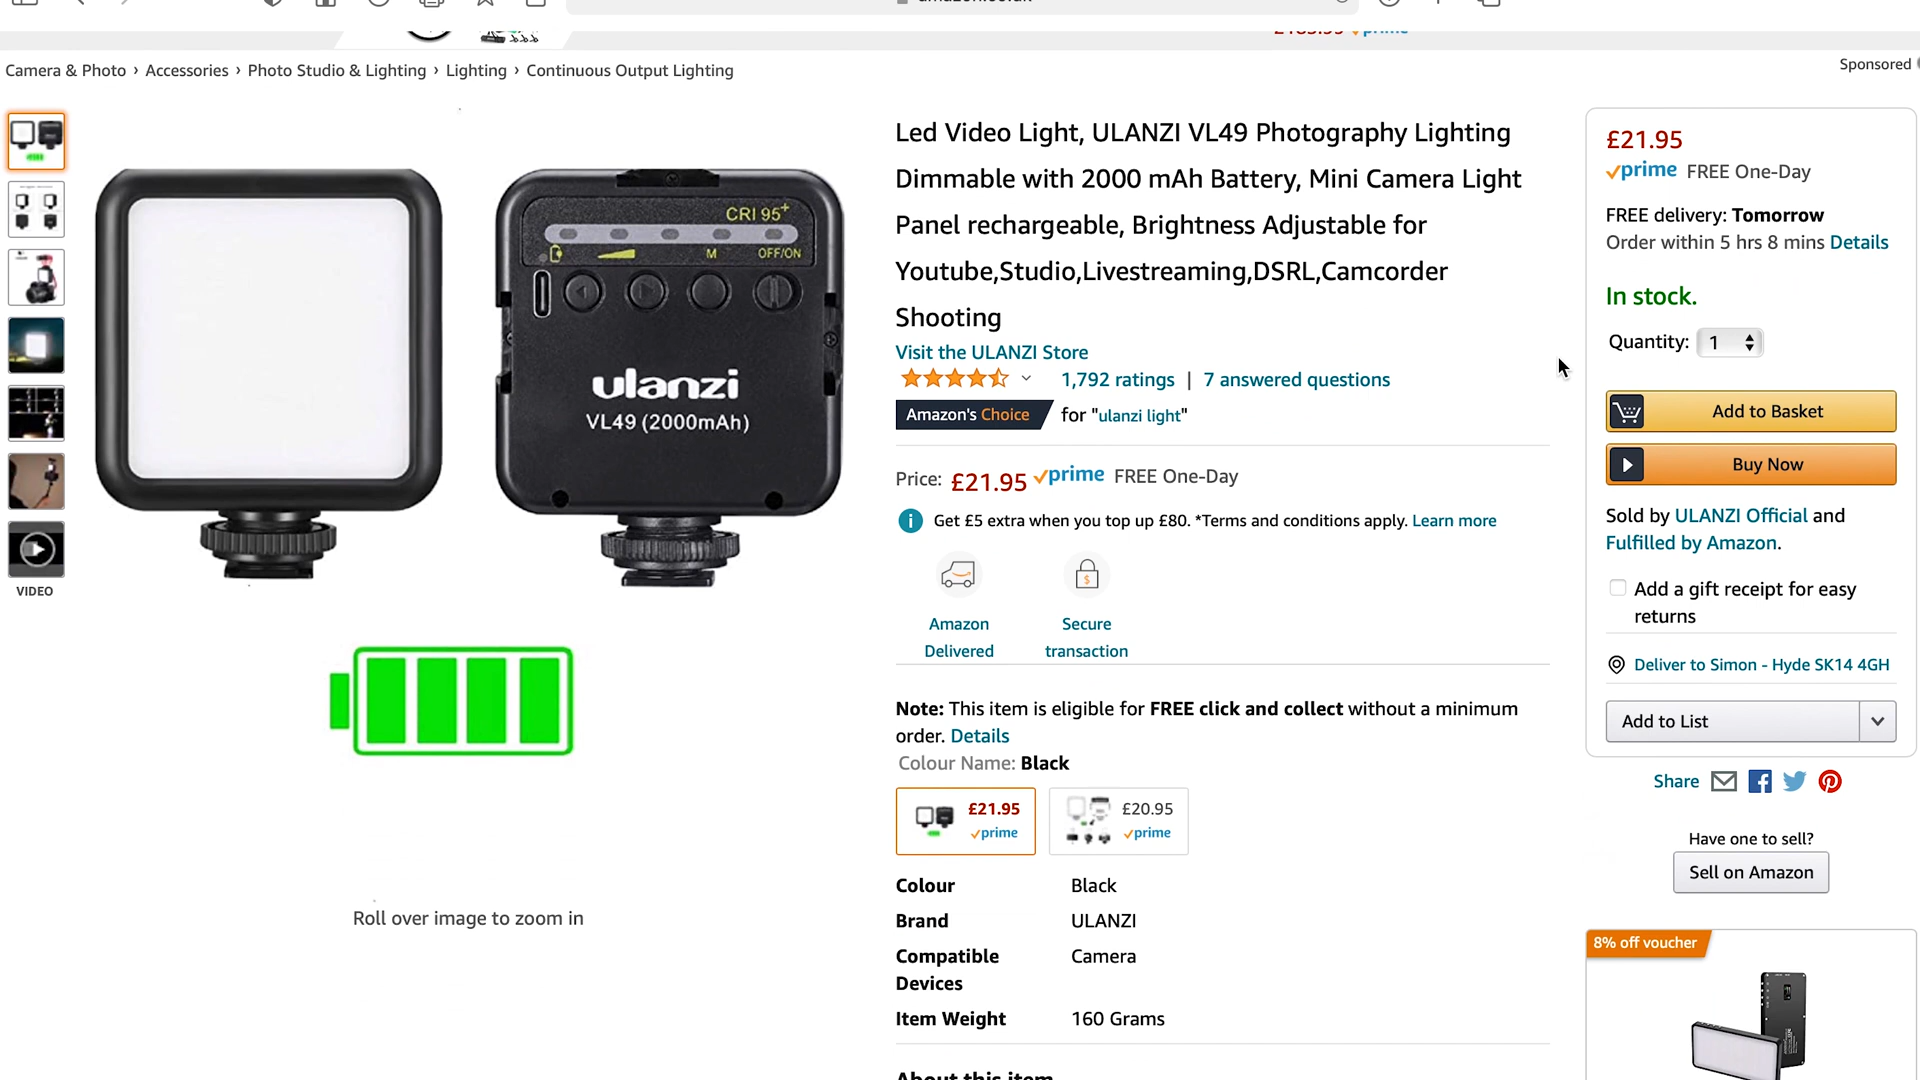 Camera & Photo › Accessories › Photo Studio & Lighting › Lighting › Continuous Output Lighting
Sponsored
CRI 95+
M
OFF/ON
ulanzi
VL49 (2000mAh)
VIDEO
Roll over image to zoom in
Led Video Light, ULANZI VL49 Photography Lighting
Dimmable with 2000 mAh Battery, Mini Camera Light
Panel rechargeable, Brightness Adjustable for
Youtube,Studio,Livestreaming,DSRL,Camcorder
Shooting
Visit the ULANZI Store
1,792 ratings | 7 answered questions
Amazon's Choice for "ulanzi light"
Price: £21.95 prime FREE One-Day
Get £5 extra when you top up £80. *Terms and conditions apply. Learn more
Amazon
Delivered
Secure
transaction
Note: This item is eligible for FREE click and collect without a minimum
order. Details
Colour Name: Black
£21.95
prime
£20.95
prime
Colour Black
Brand ULANZI
Compatible
Devices
Camera
Item Weight 160 Grams
About this item
£21.95
prime FREE One-Day
FREE delivery: Tomorrow
Order within 5 hrs 8 mins Details
In stock.
Quantity: 1
Add to Basket
Buy Now
Sold by ULANZI Official and
Fulfilled by Amazon.
Add a gift receipt for easy
returns
Deliver to Simon - Hyde SK14 4GH
Add to List
Share
Have one to sell?
Sell on Amazon
8% off voucher